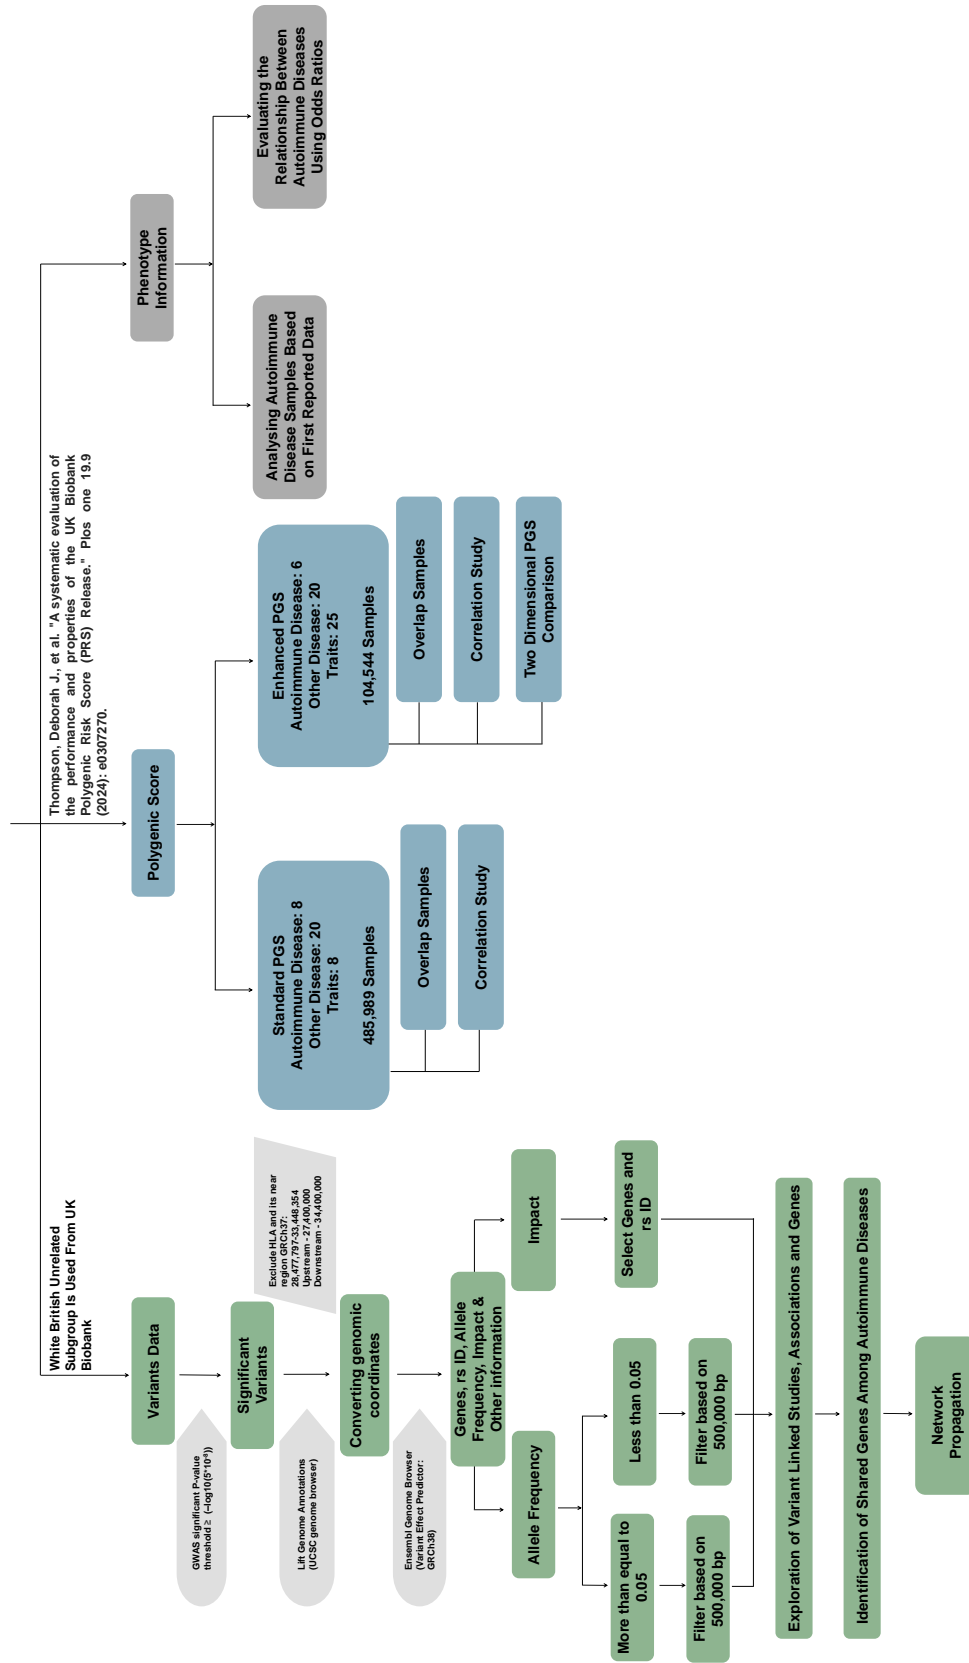 White British Unrelated
Subgroup Is Used From UK
Biobank
Thompson, Deborah J., et al. "A systematic evaluation of
the performance and properties of the UK Biobank
Polygenic Risk Score (PRS) Release." Plos one 19.9
(2024): e0307270.
Variants Data
GWAS significant P-value
threshold ≥ (–log10(5*10⁻⁸))
Significant
Variants
Exclude HLA and its near
region GRCh37:
28,477,797-33,448,354
Upstream - 27,400,000
Downstream - 34,400,000
Lift Genome Annotations
(UCSC genome browser)
Converting genomic
coordinates
Ensembl Genome Browser
(Variant Effect Predictor:
GRCh38)
Genes, rs ID, Allele
Frequency, Impact &
Other information
Allele Frequency
Impact
More than equal to
0.05
Less than 0.05
Select Genes and
rs ID
Filter based on
500,000 bp
Filter based on
500,000 bp
Exploration of Variant Linked Studies, Associations and Genes
Identification of Shared Genes Among Autoimmune Diseases
Network
Propagation
Polygenic Score
Standard PGS
Autoimmune Disease: 8
Other Disease: 20
Traits: 8
485,989 Samples
Overlap Samples
Correlation Study
Enhanced PGS
Autoimmune Disease: 6
Other Disease: 20
Traits: 25
104,544 Samples
Overlap Samples
Correlation Study
Two Dimensional PGS
Comparison
Phenotype
Information
Analysing Autoimmune
Disease Samples Based
on First Reported Data
Evaluating the
Relationship Between
Autoimmune Diseases
Using Odds Ratios